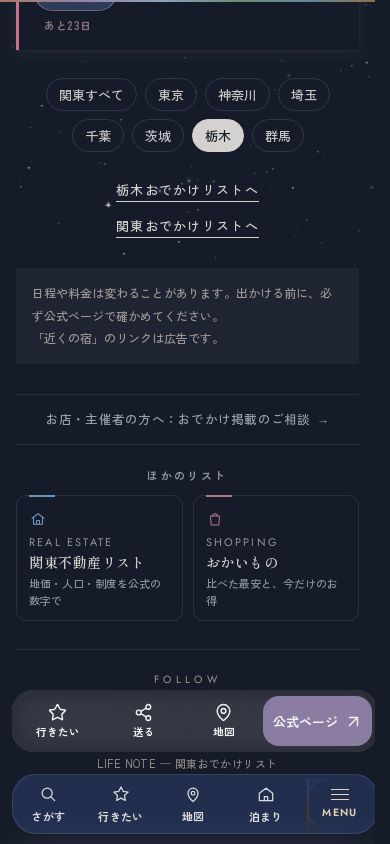 あと23日
関東すべて 東京 神奈川 埼玉
千葉 茨城 栃木 群馬
栃木おでかけリストへ
関東おでかけリストへ
日程や料金は変わることがあります。出かける前に、必
ず公式ページで確かめてください。
「近くの宿」のリンクは広告です。
お店・主催者の方へ：おでかけ掲載のご相談 →
ほかのリスト
REAL ESTATE
関東不動産リスト
地価・人口・制度を公式の
数字で
SHOPPING
おかいもの
比べた最安と、今だけのお
得
FOLLOW
行きたい 送る 地図 公式ページ
LIFE NOTE — 関東おでかけリスト
さがす 行きたい 地図 泊まり MENU